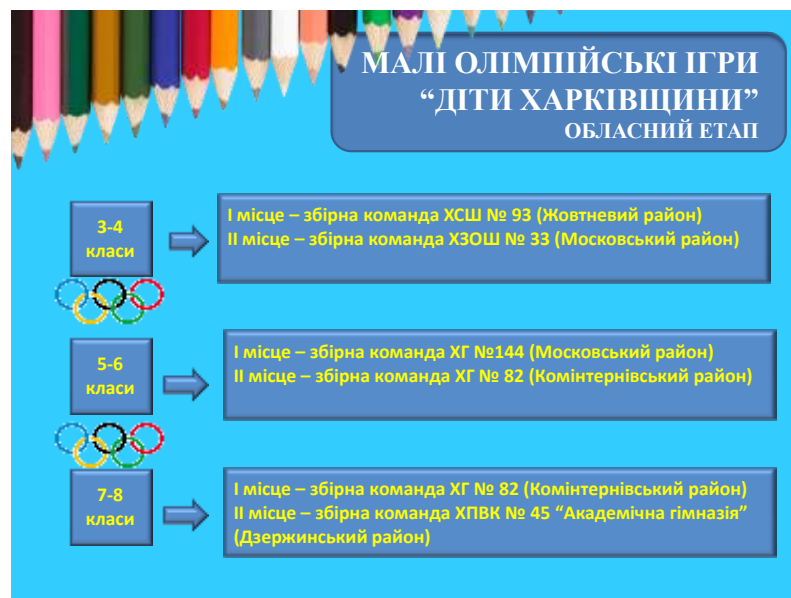 МАЛІ ОЛІМПІЙСЬКІ ІГРИ
“ДІТИ ХАРКІВЩИНИ”
ОБЛАСНИЙ ЕТАП
3-4
класи
І місце – збірна команда ХСШ № 93 (Жовтневий район)
ІІ місце – збірна команда ХЗОШ № 33 (Московський район)
5-6
класи
І місце – збірна команда ХГ №144 (Московський район)
ІІ місце – збірна команда ХГ № 82 (Комінтернівський район)
7-8
класи
І місце – збірна команда ХГ № 82 (Комінтернівський район)
ІІ місце – збірна команда ХПВК № 45 “Академічна гімназія”
(Дзержинський район)